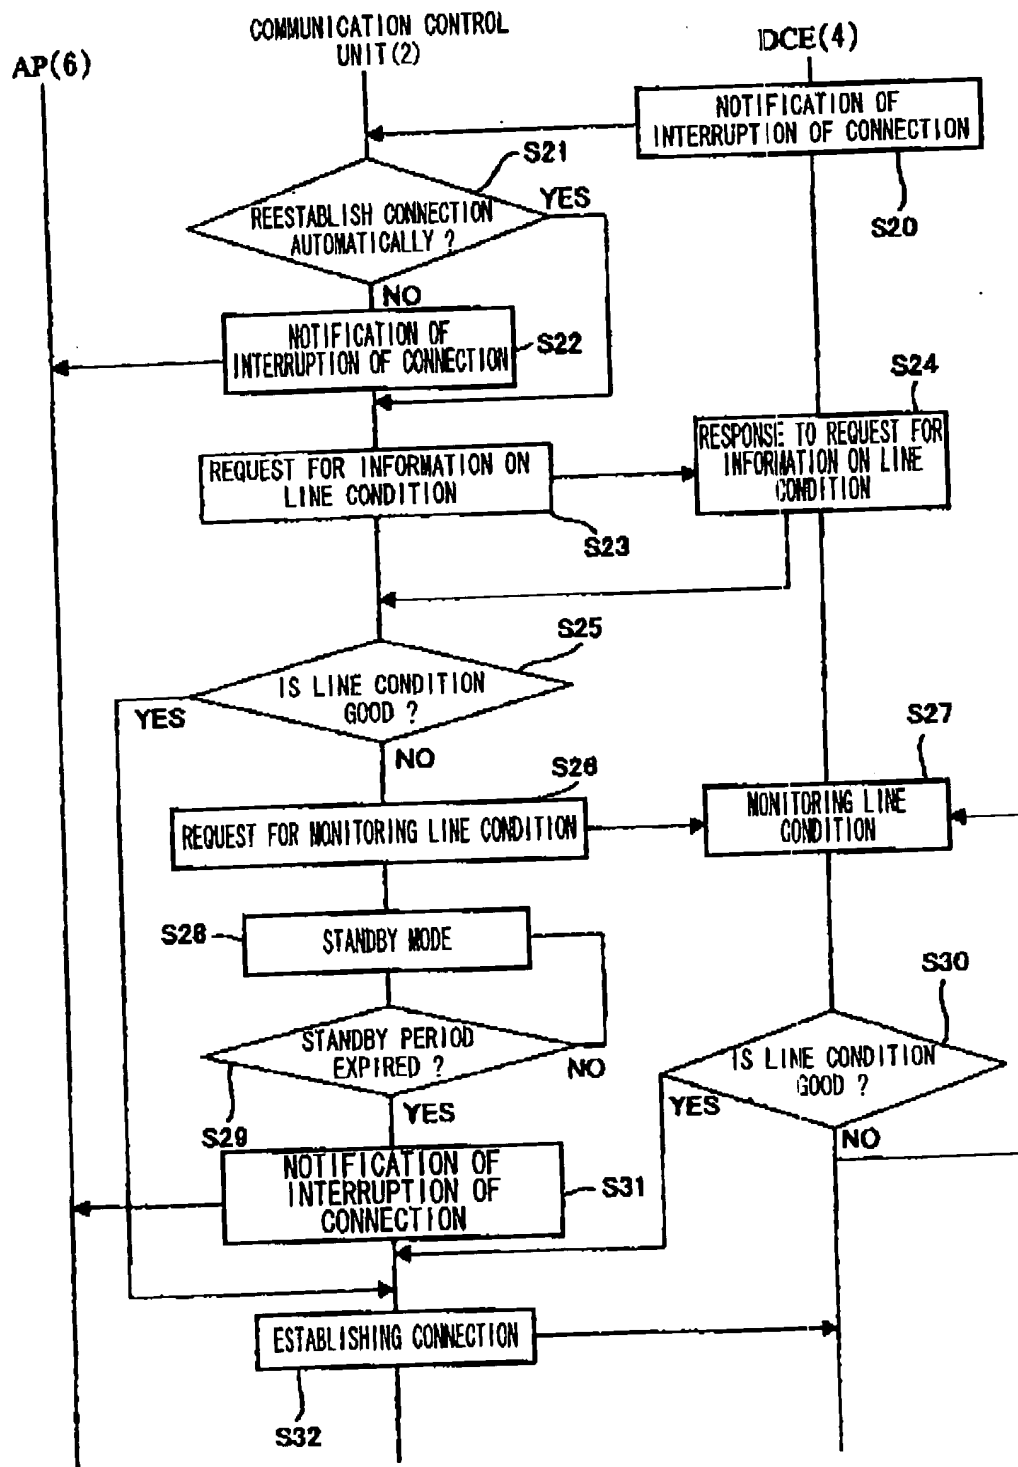 COMMUNICATION CONTROL
UNIT(2)
DCE(4)
AP(6)
NOTIFICATION OF
INTERRUPTION OF CONNECTION
S20
S21
REESTABLISH CONNECTION
AUTOMATICALLY ?
YES
NO
NOTIFICATION OF
INTERRUPTION OF CONNECTION
S22
S24
RESPONSE TO REQUEST FOR
INFORMATION ON LINE
CONDITION
REQUEST FOR INFORMATION ON
LINE CONDITION
S23
S25
IS LINE CONDITION
GOOD ?
YES
NO
S26
REQUEST FOR MONITORING LINE CONDITION
S27
MONITORING LINE
CONDITION
S28
STANDBY MODE
STANDBY PERIOD
EXPIRED ?
NO
YES
S29
S30
IS LINE CONDITION
GOOD ?
YES
NO
NOTIFICATION OF
INTERRUPTION OF
CONNECTION
S31
ESTABLISHING CONNECTION
S32